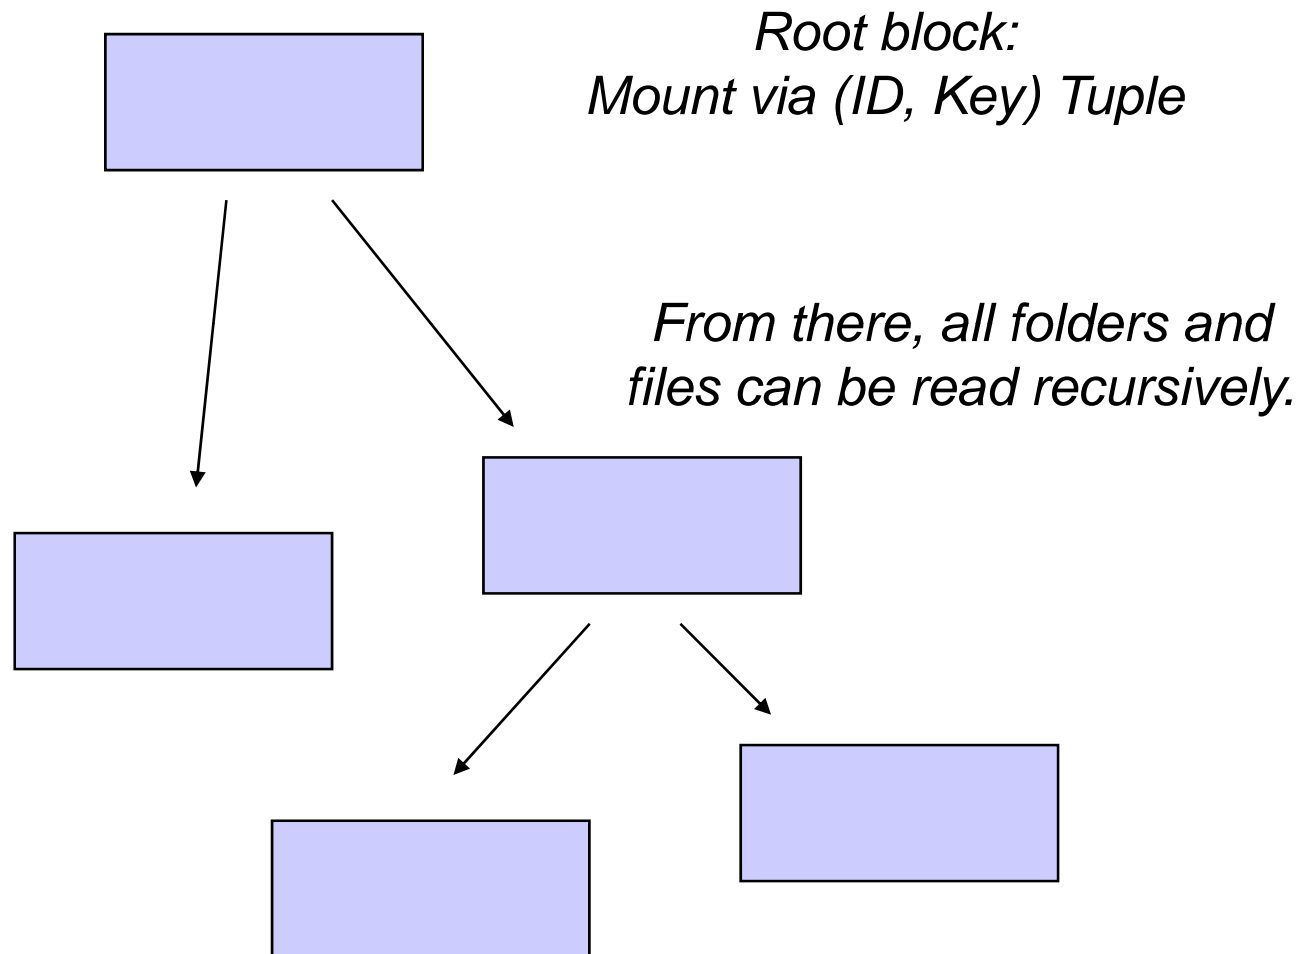 Root block:
Mount via (ID, Key) Tuple
From there, all folders and
files can be read recursively.